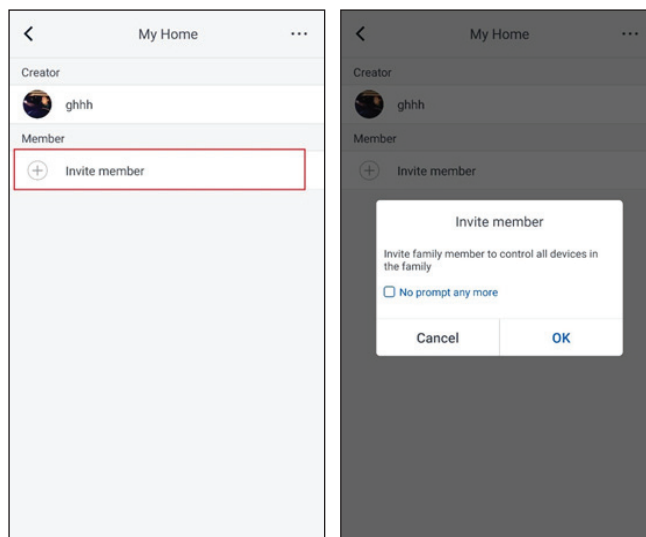 My Home
Creator
ghhh
Member
Invite member
My Home
Creator
ghhh
Member
Invite member
Invite member
Invite family member to control all devices in
the family
No prompt any more
Cancel OK